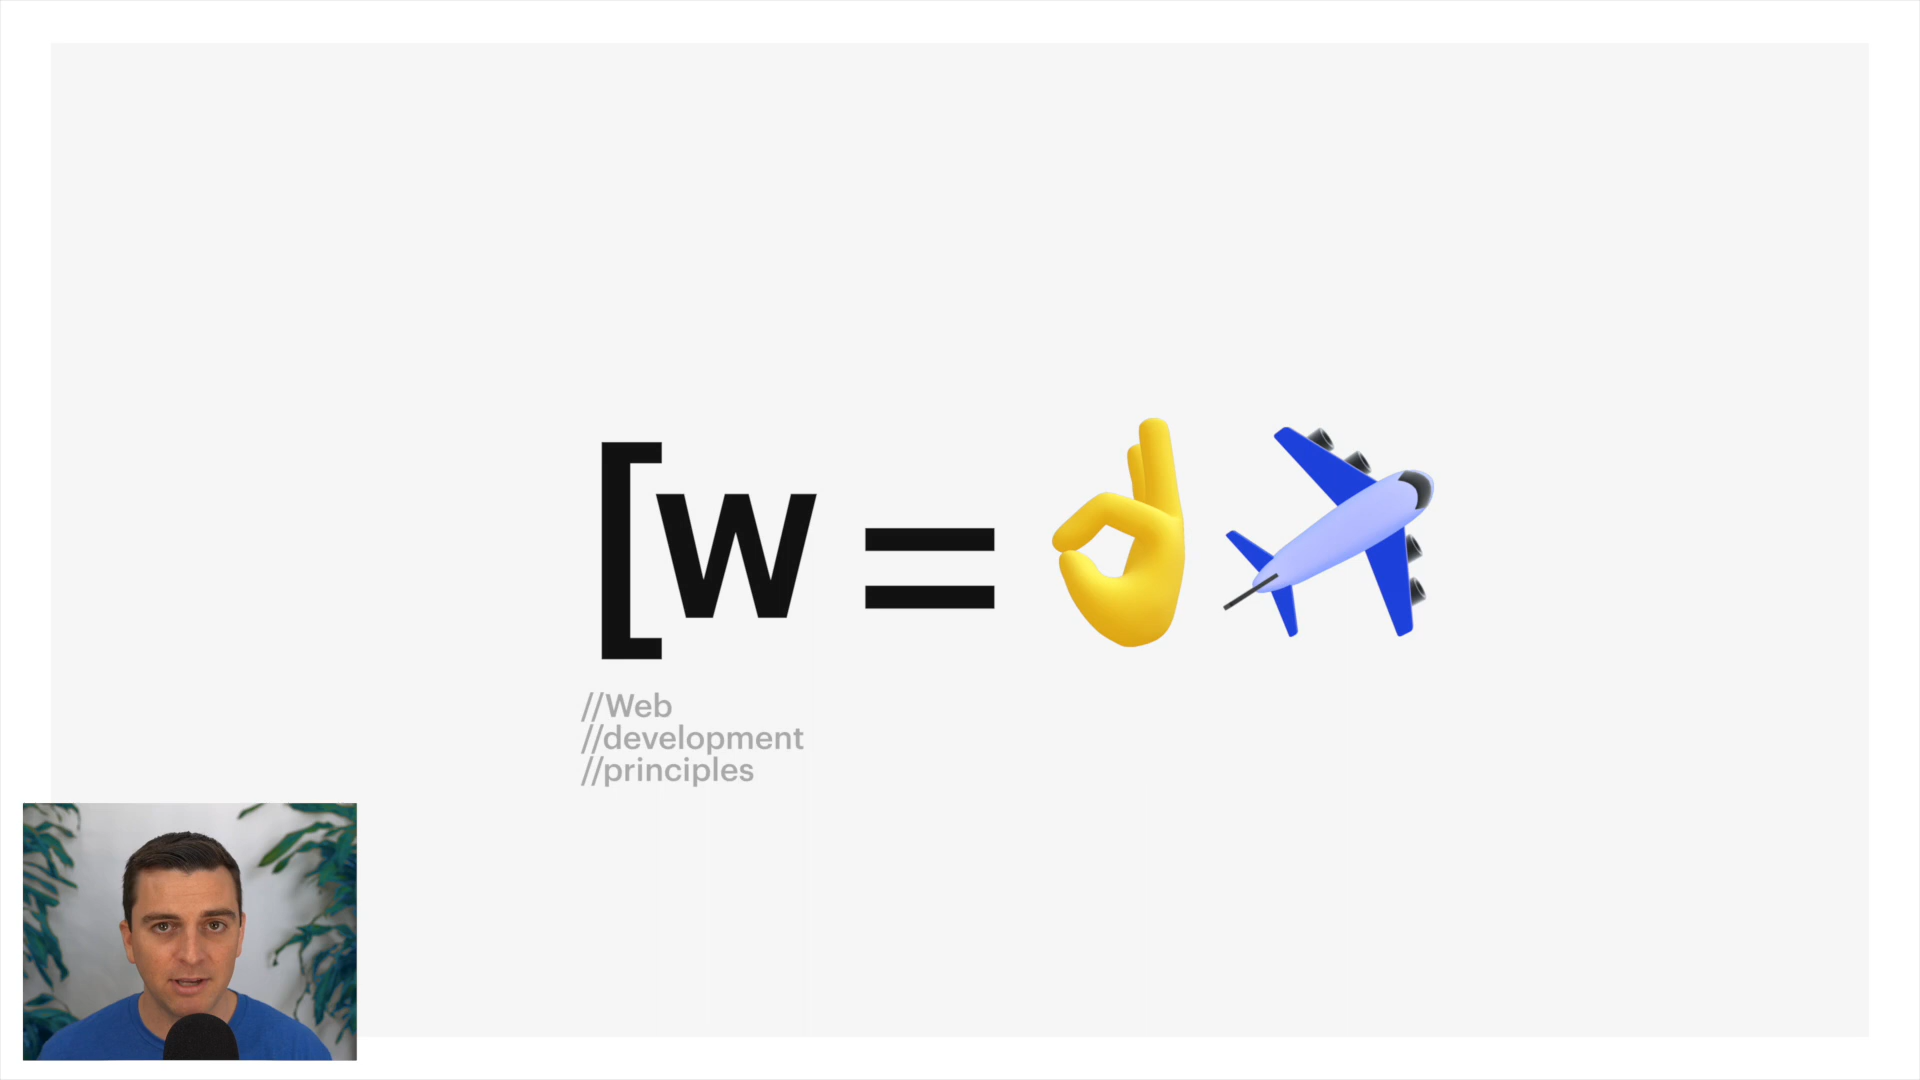 [w = 👌 ✈️
//Web
//development
//principles